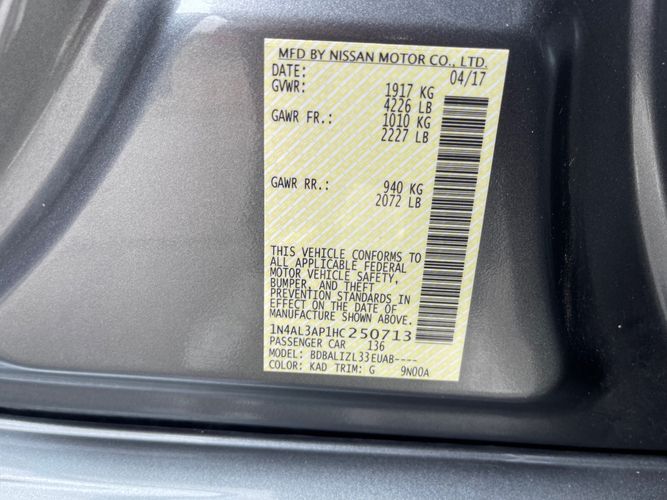 MFD BY NISSAN MOTOR CO., LTD.
DATE: 04/17
GVWR: 1917 KG
4226 LB
GAWR FR.: 1010 KG
2227 LB
GAWR RR.: 940 KG
2072 LB
THIS VEHICLE CONFORMS TO
ALL APPLICABLE FEDERAL
MOTOR VEHICLE SAFETY,
BUMPER, AND THEFT
PREVENTION STANDARDS IN
EFFECT ON THE DATE OF
MANUFACTURE SHOWN ABOVE.
1N4AL3AP1HC250713
PASSENGER CAR 136
MODEL: BDBALIZL33EUAB----
COLOR: KAD TRIM: G 9N00A